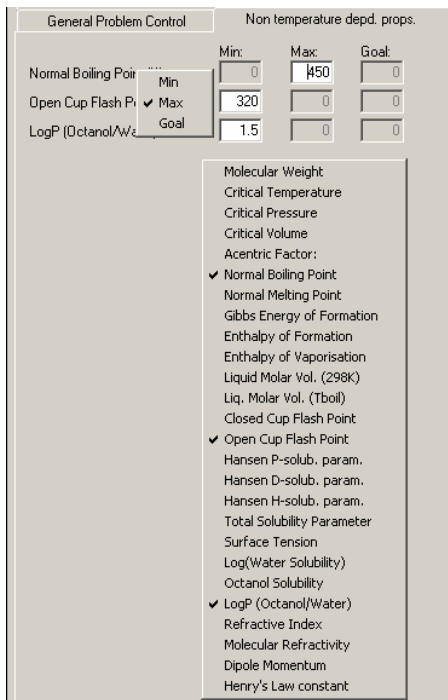 General Problem Control Non temperature depd. props.
Min: Max: Goal:
Normal Boiling Poin 0 450 0
Min
Open Cup Flash P 320 0 0
Max
Goal
LogP (Octanol/Wa 1.5 0 0
Molecular Weight
Critical Temperature
Critical Pressure
Critical Volume
Acentric Factor:
Normal Boiling Point
Normal Melting Point
Gibbs Energy of Formation
Enthalpy of Formation
Enthalpy of Vaporisation
Liquid Molar Vol. (298K)
Liq. Molar Vol. (Tboil)
Closed Cup Flash Point
Open Cup Flash Point
Hansen P-solub. param.
Hansen D-solub. param.
Hansen H-solub. param.
Total Solubility Parameter
Surface Tension
Log(Water Solubility)
Octanol Solubility
LogP (Octanol/Water)
Refractive Index
Molecular Refractivity
Dipole Momentum
Henry's Law constant